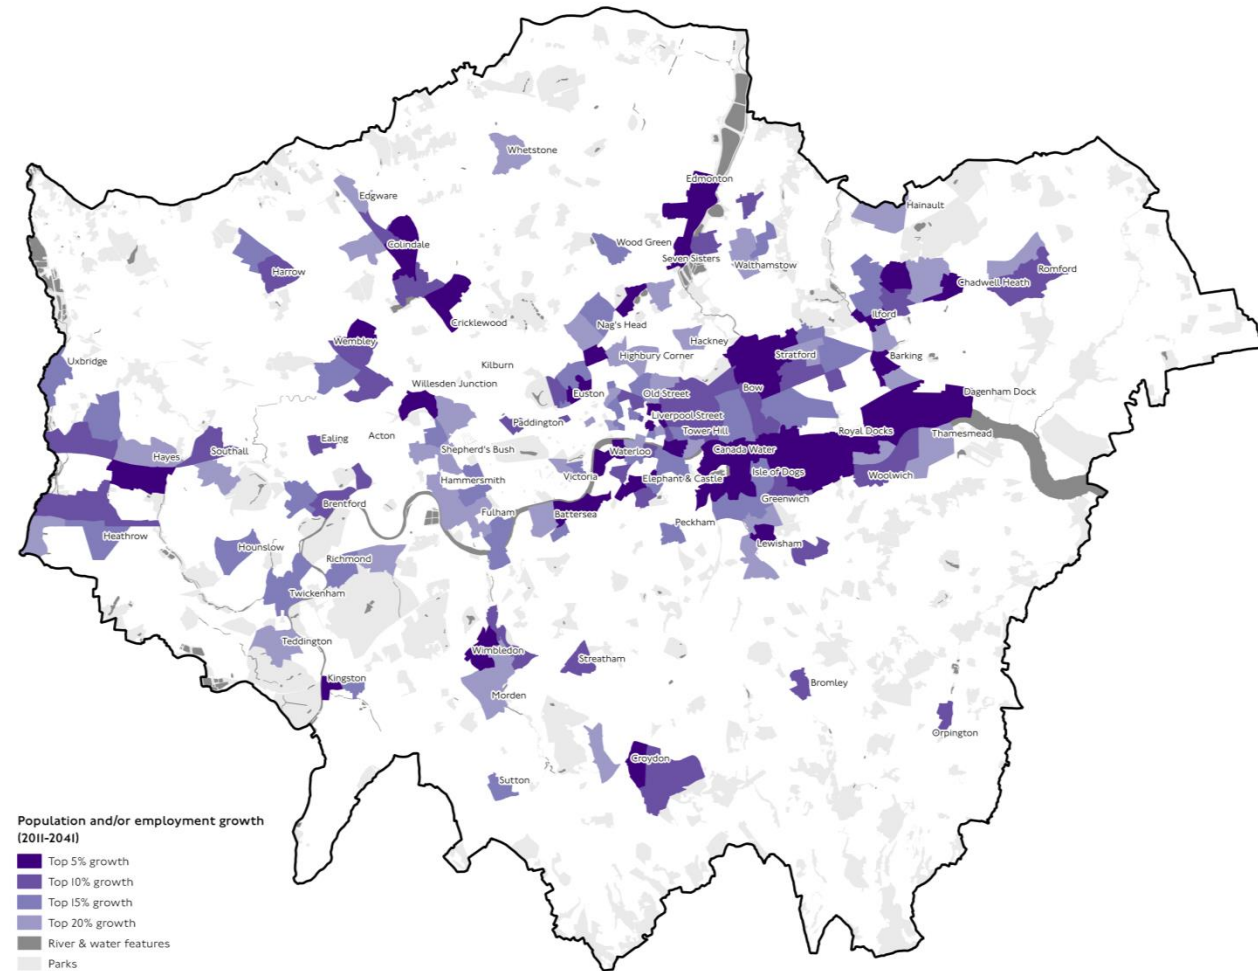 Whetstone
Edmonton
Edgware
Hainault
Colindale
Wood Green
Seven Sisters
Walthamstow
Harrow
Romford
Chadwell Heath
Cricklewood
Ilford
Nag's Head
Wembley
Hackney
Highbury Corner
Stratford
Barking
Uxbridge
Kilburn
Willesden Junction
Euston
Old Street
Bow
Dagenham Dock
Liverpool Street
Paddington
Ealing
Acton
Tower Hill
Royal Docks
Thamesmead
Hayes
Southall
Shepherd's Bush
Waterloo
Canada Water
Victoria
Elephant & Castle
Isle of Dogs
Woolwich
Hammersmith
Brentford
Greenwich
Fulham
Battersea
Peckham
Heathrow
Hounslow
Lewisham
Richmond
Twickenham
Teddington
Wimbledon
Streatham
Kingston
Bromley
Morden
Orpington
Croydon
Sutton
Population and/or employment growth
(2011-2041)
Top 5% growth
Top 10% growth
Top 15% growth
Top 20% growth
River & water features
Parks